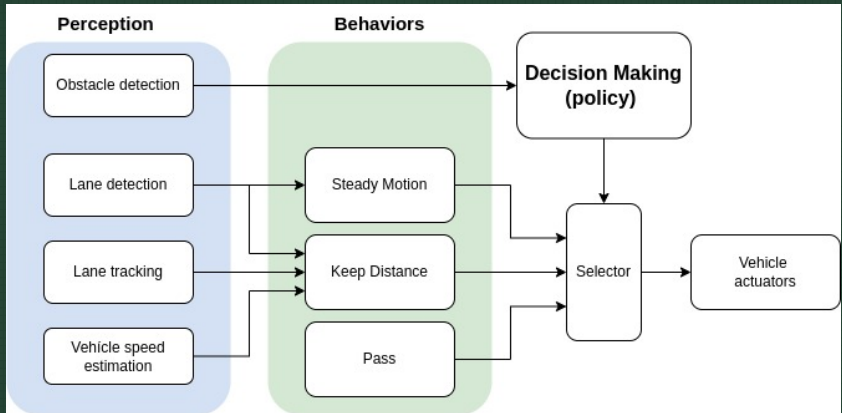 Perception
Behaviors
Obstacle detection
Decision Making
(policy)
Lane detection
Steady Motion
Lane tracking
Keep Distance
Selector
Vehicle
actuators
Vehícle speed
estimation
Pass